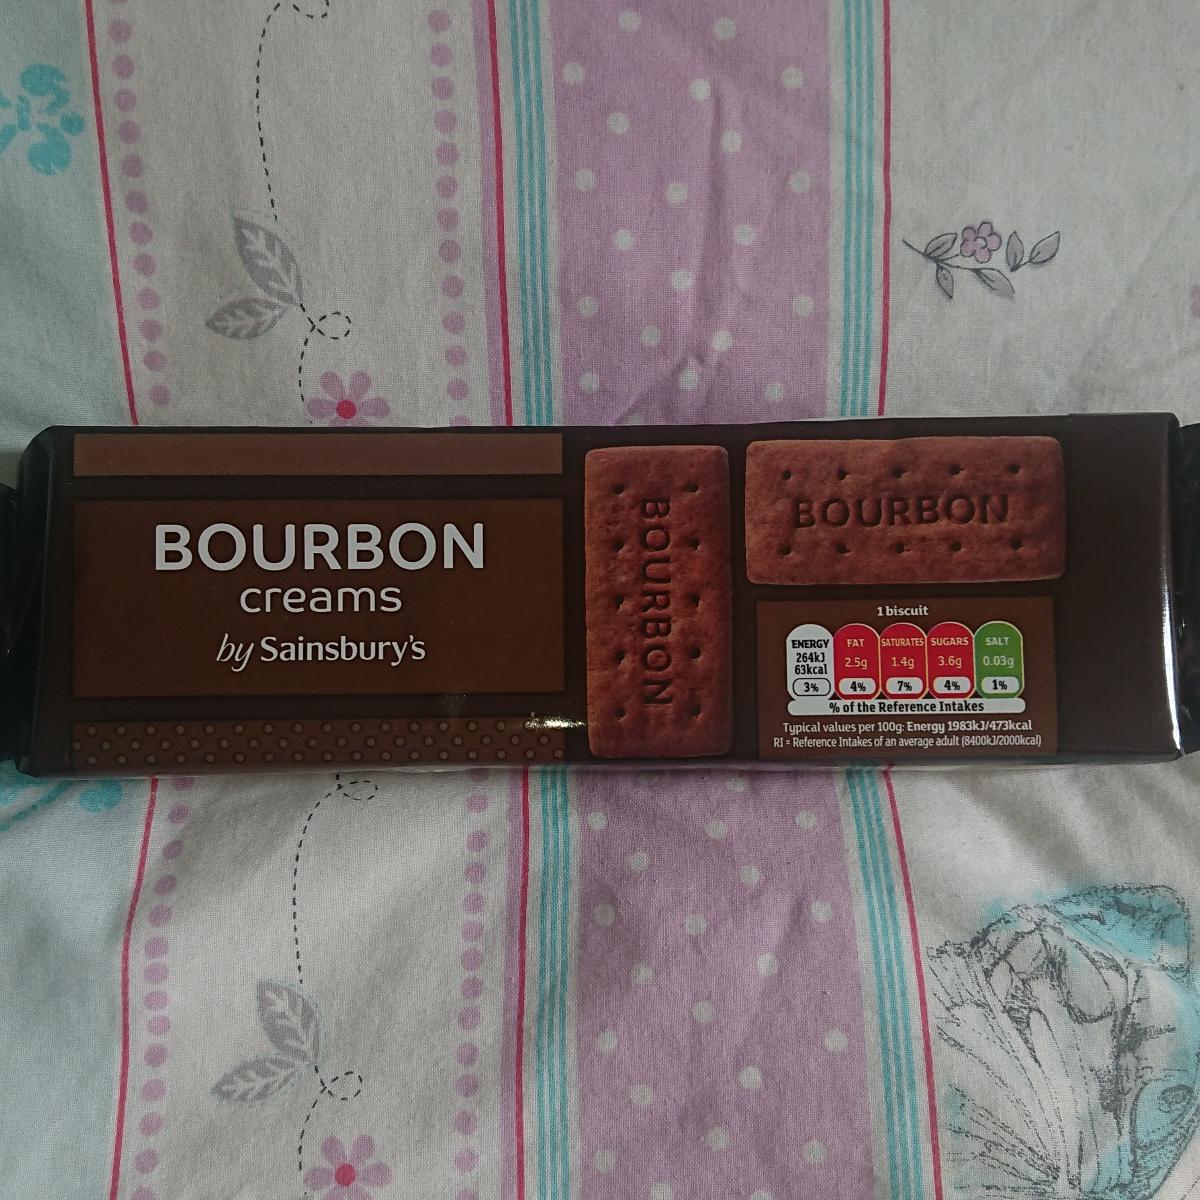 BOURBON
creams
by Sainsbury's
BOURBON
BOURBON
1 biscuit
ENERGY 264kJ 63kcal 3%
FAT 2.5g 4%
SATURATES 1.4g 7%
SUGARS 3.6g 4%
SALT 0.03g 1%
% of the Reference Intakes
Typical values per 100g: Energy 1983kJ/473kcal
RI = Reference Intakes of an average adult (8400kJ/2000kcal)